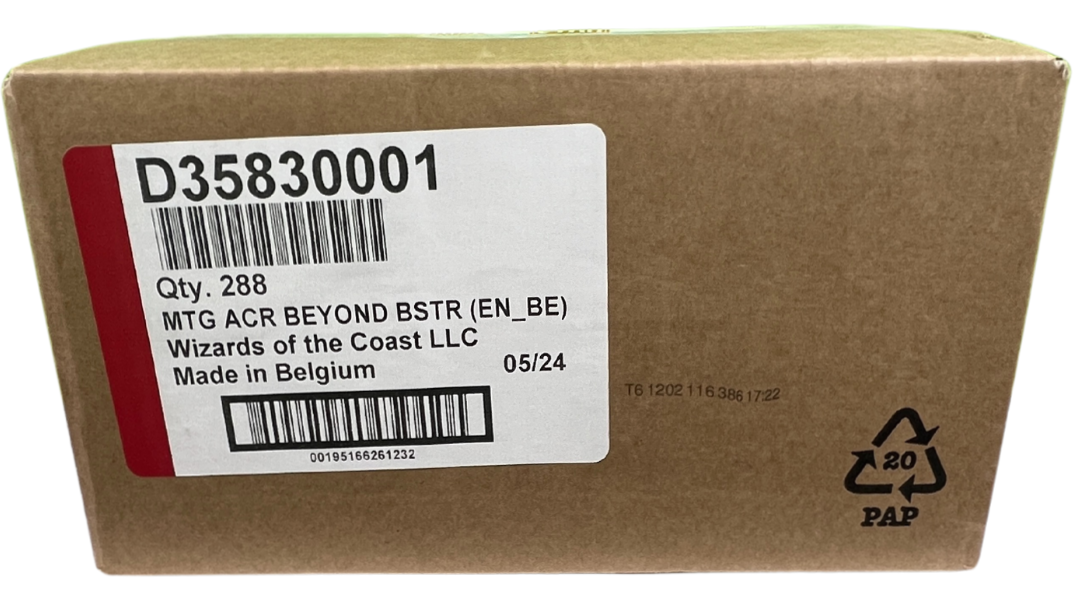 D35830001
Qty. 288
MTG ACR BEYOND BSTR (EN_BE)
Wizards of the Coast LLC
Made in Belgium
05/24
00195166261232
T6 1202 116 386 17:22
20
PAP